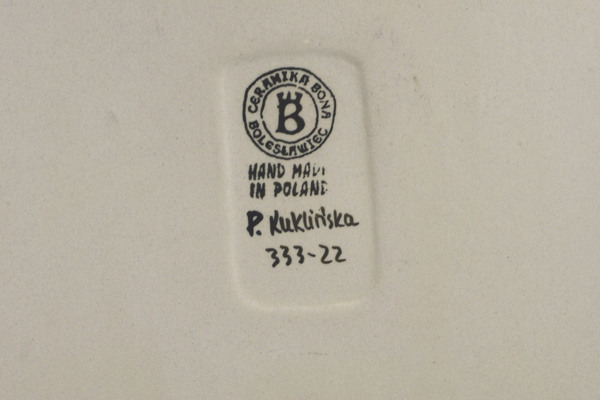 CERAMIKA BONA
BOLESŁAWIEC
B
HAND MADE
IN POLAND
P. Kuklińska
333-22